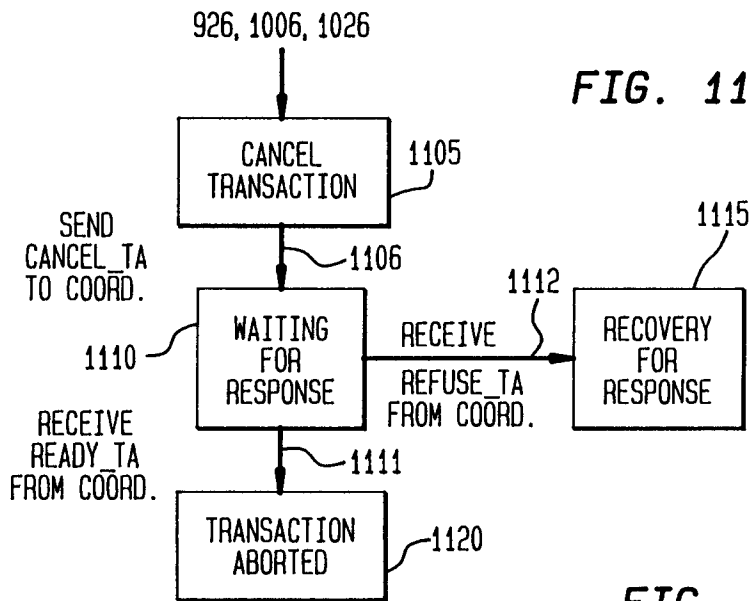 926, 1006, 1026
FIG. 11
CANCEL
TRANSACTION
1105
SEND
CANCEL_TA
TO COORD.
1106
1115
1112
1110
WAITING
FOR
RESPONSE
RECEIVE
REFUSE_TA
FROM COORD.
RECOVERY
FOR
RESPONSE
RECEIVE
READY_TA
FROM COORD.
1111
TRANSACTION
ABORTED
1120
FIG.